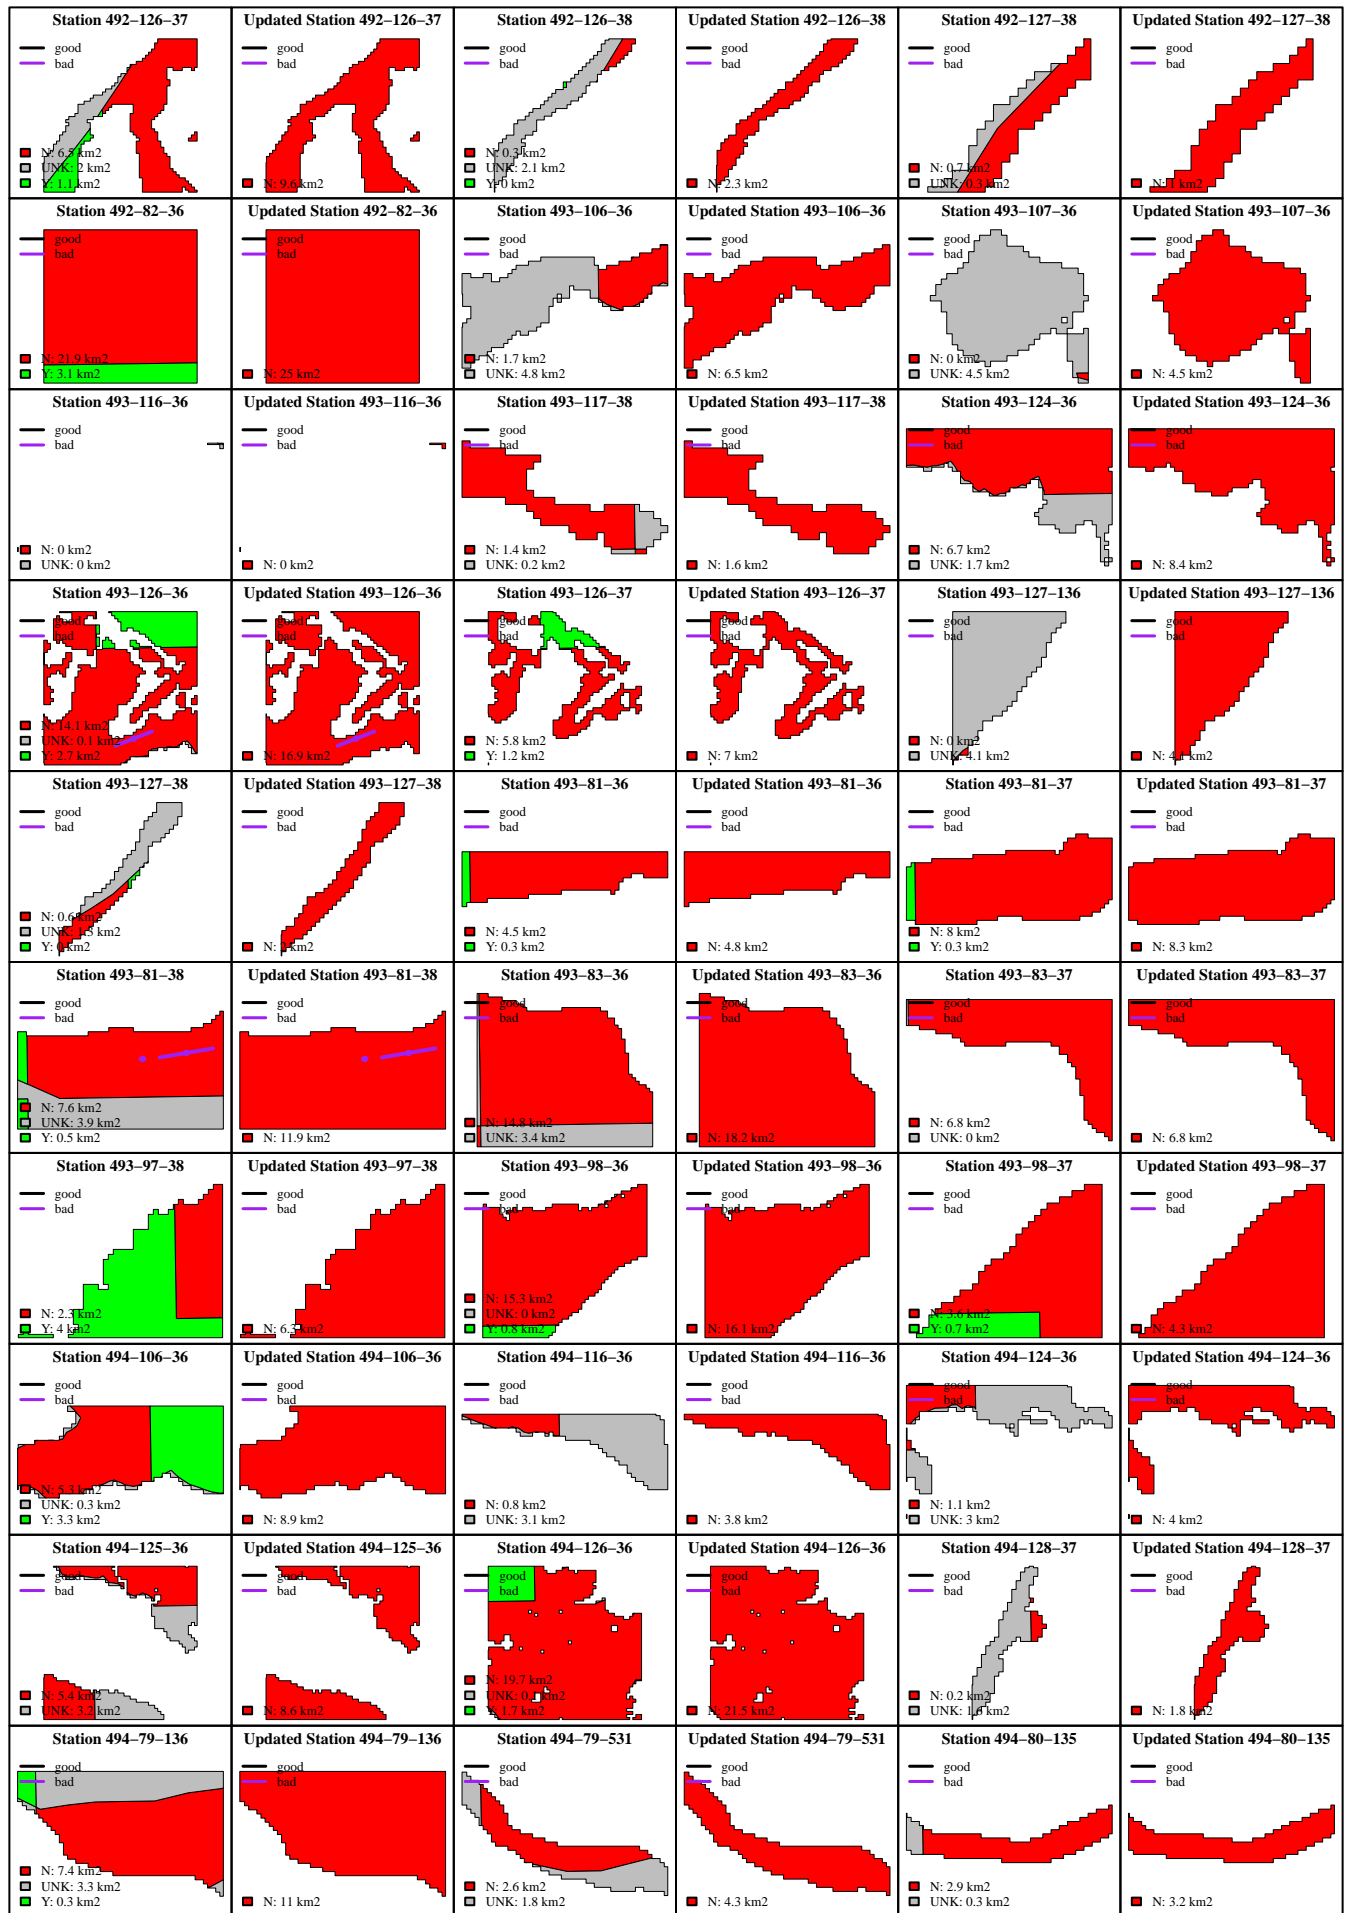 Station 492−126−37
good
bad
N: 6.5 km2
UNK: 2 km2
Y: 1.1 km2
Updated Station 492−126−37
good
bad
N: 9.6 km2
Station 492−126−38
good
bad
N: 0.3 km2
UNK: 2.1 km2
Y: 0 km2
Updated Station 492−126−38
good
bad
N: 2.3 km2
Station 492−127−38
good
bad
N: 0.7 km2
UNK: 0.3 km2
Updated Station 492−127−38
good
bad
N: 1 km2
Station 492−82−36
good
bad
N: 21.9 km2
Y: 3.1 km2
Updated Station 492−82−36
good
bad
N: 25 km2
Station 493−106−36
good
bad
N: 1.7 km2
UNK: 4.8 km2
Updated Station 493−106−36
good
bad
N: 6.5 km2
Station 493−107−36
good
bad
N: 0 km2
UNK: 4.5 km2
Updated Station 493−107−36
good
bad
N: 4.5 km2
Station 493−116−36
good
bad
N: 0 km2
UNK: 0 km2
Updated Station 493−116−36
good
bad
N: 0 km2
Station 493−117−38
good
bad
N: 1.4 km2
UNK: 0.2 km2
Updated Station 493−117−38
good
bad
N: 1.6 km2
Station 493−124−36
good
bad
N: 6.7 km2
UNK: 1.7 km2
Updated Station 493−124−36
good
bad
N: 8.4 km2
Station 493−126−36
good
bad
N: 14.1 km2
UNK: 0.1 km2
Y: 2.7 km2
Updated Station 493−126−36
good
bad
N: 16.9 km2
Station 493−126−37
good
bad
N: 5.8 km2
Y: 1.2 km2
Updated Station 493−126−37
good
bad
N: 7 km2
Station 493−127−136
good
bad
N: 0 km2
UNK: 4.1 km2
Updated Station 493−127−136
good
bad
N: 4.1 km2
Station 493−127−38
good
bad
N: 0.6 km2
UNK: 1.3 km2
Y: 0 km2
Updated Station 493−127−38
good
bad
N: 2 km2
Station 493−81−36
good
bad
N: 4.5 km2
Y: 0.3 km2
Updated Station 493−81−36
good
bad
N: 4.8 km2
Station 493−81−37
good
bad
N: 8 km2
Y: 0.3 km2
Updated Station 493−81−37
good
bad
N: 8.3 km2
Station 493−81−38
good
bad
N: 7.6 km2
UNK: 3.9 km2
Y: 0.5 km2
Updated Station 493−81−38
good
bad
N: 11.9 km2
Station 493−83−36
good
bad
N: 14.8 km2
UNK: 3.4 km2
Updated Station 493−83−36
good
bad
N: 18.2 km2
Station 493−83−37
good
bad
N: 6.8 km2
UNK: 0 km2
Updated Station 493−83−37
good
bad
N: 6.8 km2
Station 493−97−38
good
bad
N: 2.3 km2
Y: 4 km2
Updated Station 493−97−38
good
bad
N: 6.3 km2
Station 493−98−36
good
bad
N: 15.3 km2
UNK: 0 km2
Y: 0.8 km2
Updated Station 493−98−36
good
bad
N: 16.1 km2
Station 493−98−37
good
bad
N: 3.6 km2
Y: 0.7 km2
Updated Station 493−98−37
good
bad
N: 4.3 km2
Station 494−106−36
good
bad
N: 5.3 km2
UNK: 0.3 km2
Y: 3.3 km2
Updated Station 494−106−36
good
bad
N: 8.9 km2
Station 494−116−36
good
bad
N: 0.8 km2
UNK: 3.1 km2
Updated Station 494−116−36
good
bad
N: 3.8 km2
Station 494−124−36
good
bad
N: 1.1 km2
UNK: 3 km2
Updated Station 494−124−36
good
bad
N: 4 km2
Station 494−125−36
good
bad
N: 5.4 km2
UNK: 3.2 km2
Updated Station 494−125−36
good
bad
N: 8.6 km2
Station 494−126−36
good
bad
N: 19.7 km2
UNK: 0.1 km2
Y: 1.7 km2
Updated Station 494−126−36
good
bad
N: 21.5 km2
Station 494−128−37
good
bad
N: 0.2 km2
UNK: 1.6 km2
Updated Station 494−128−37
good
bad
N: 1.8 km2
Station 494−79−136
good
bad
N: 7.4 km2
UNK: 3.3 km2
Y: 0.3 km2
Updated Station 494−79−136
good
bad
N: 11 km2
Station 494−79−531
good
bad
N: 2.6 km2
UNK: 1.8 km2
Updated Station 494−79−531
good
bad
N: 4.3 km2
Station 494−80−135
good
bad
N: 2.9 km2
UNK: 0.3 km2
Updated Station 494−80−135
good
bad
N: 3.2 km2